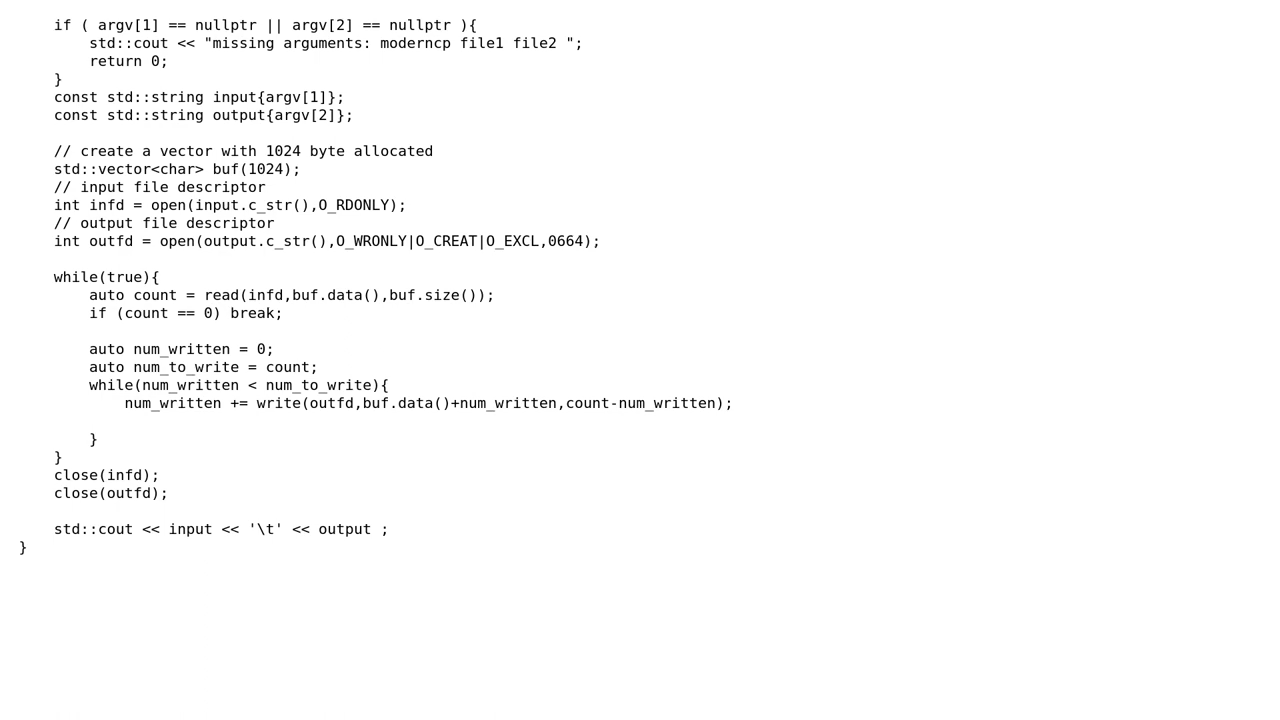 if ( argv[1] == nullptr || argv[2] == nullptr ){
std::cout << "missing arguments: moderncp file1 file2 ";
return 0;
}
const std::string input{argv[1]};
const std::string output{argv[2]};
// create a vector with 1024 byte allocated
std::vector<char> buf(1024);
// input file descriptor
int infd = open(input.c_str(),O_RDONLY);
// output file descriptor
int outfd = open(output.c_str(),O_WRONLY|O_CREAT|O_EXCL,0664);
while(true){
auto count = read(infd,buf.data(),buf.size());
if (count == 0) break;
auto num_written = 0;
auto num_to_write = count;
while(num_written < num_to_write){
num_written += write(outfd,buf.data()+num_written,count-num_written);
}
}
close(infd);
close(outfd);
std::cout << input << '\t' << output ;
}